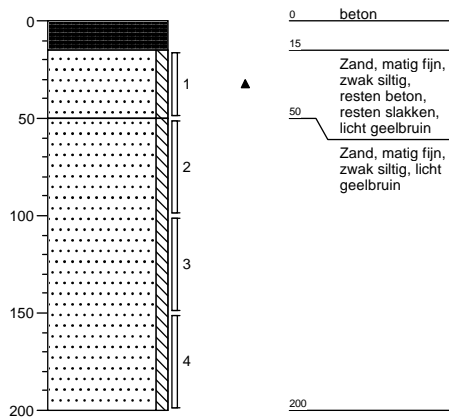 0
50
100
150
200
1
2
3
4
0 beton
15
Zand, matig fijn,
zwak siltig,
resten beton,
resten slakken,
licht geelbruin
50
Zand, matig fijn,
zwak siltig, licht
geelbruin
200